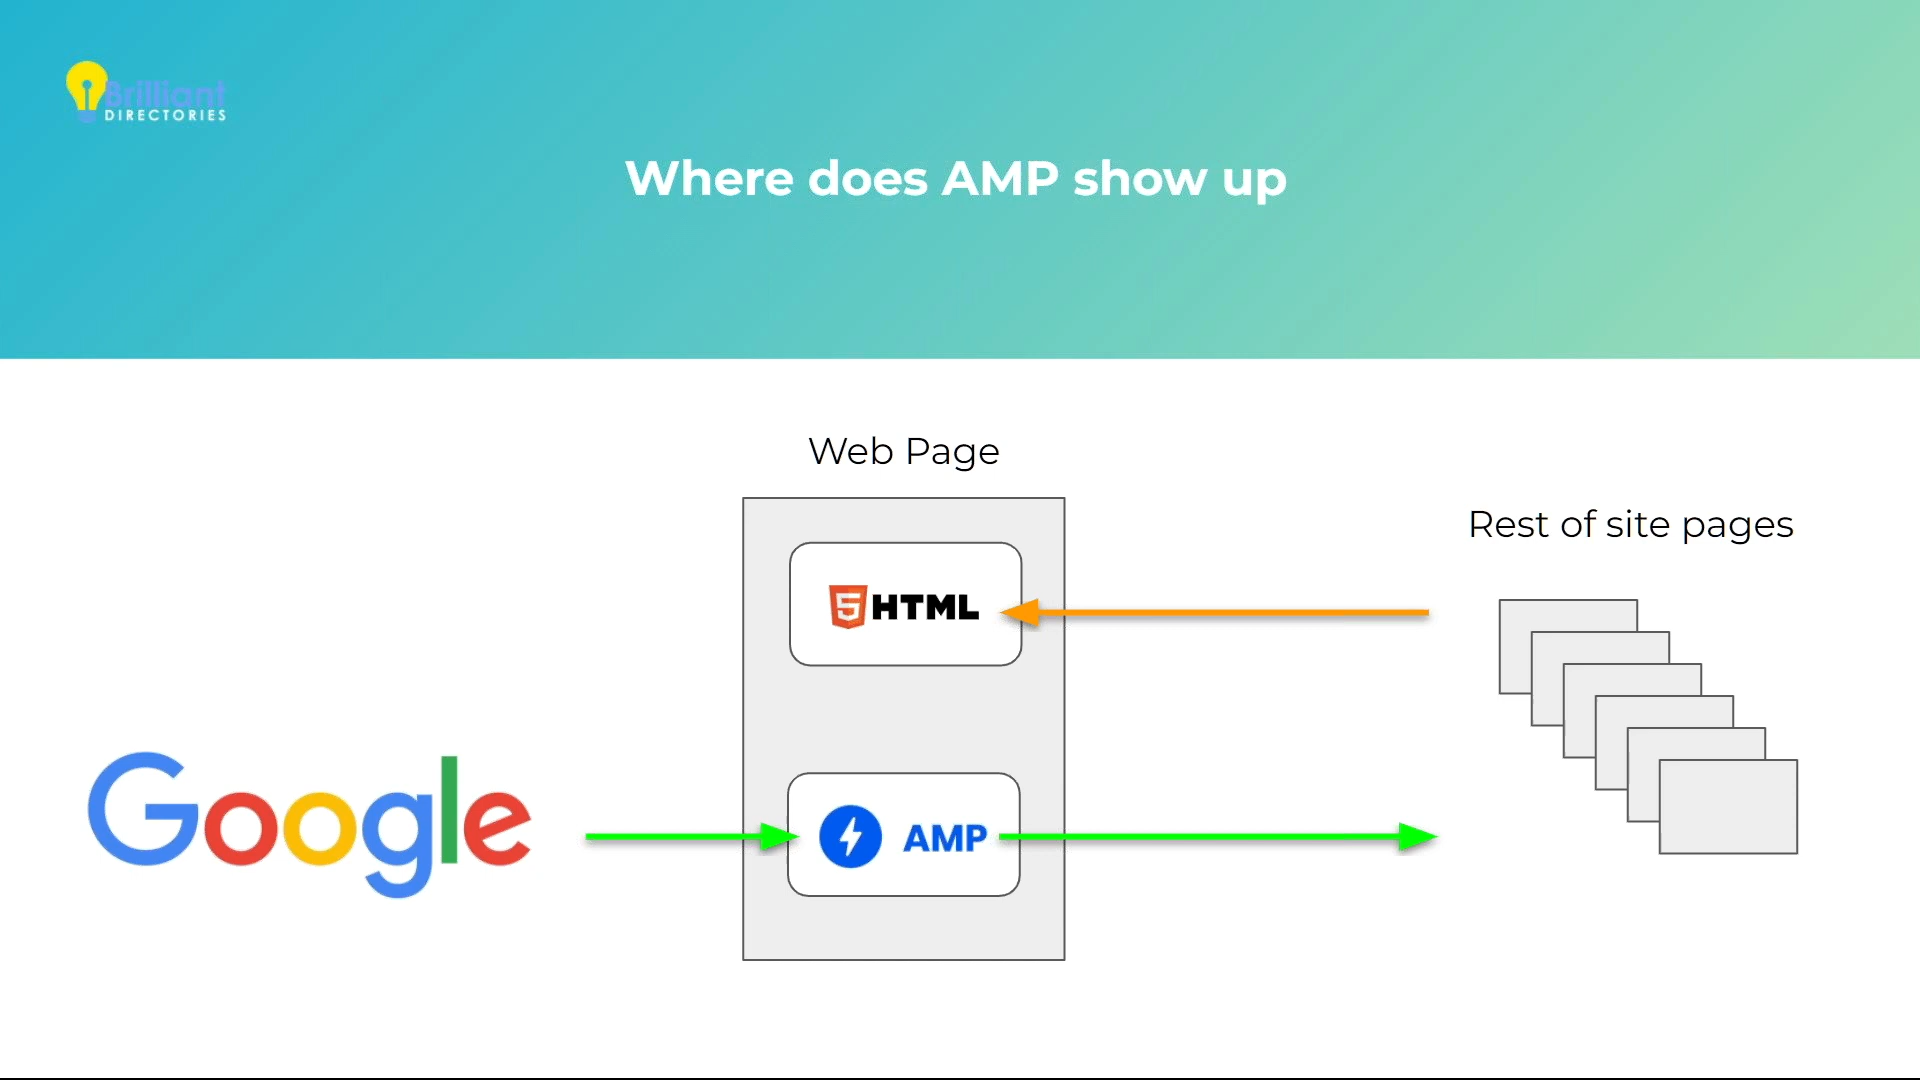 Brilliant
DIRECTORIES
Where does AMP show up
Web Page
Rest of site pages
5 HTML
Google
AMP